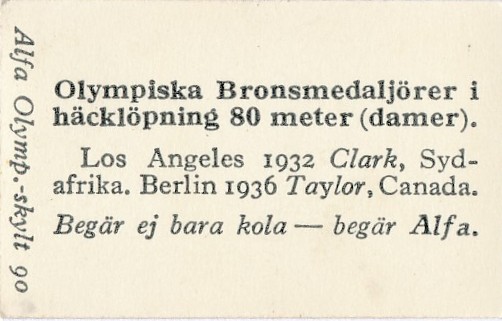 Alfa Olymp.-skylt 90
Olympiska Bronsmedaljörer i
häcklöpning 80 meter (damer).
Los Angeles 1932 Clark, Syd-
afrika. Berlin 1936 Taylor, Canada.
Begär ej bara kola — begär Alfa.